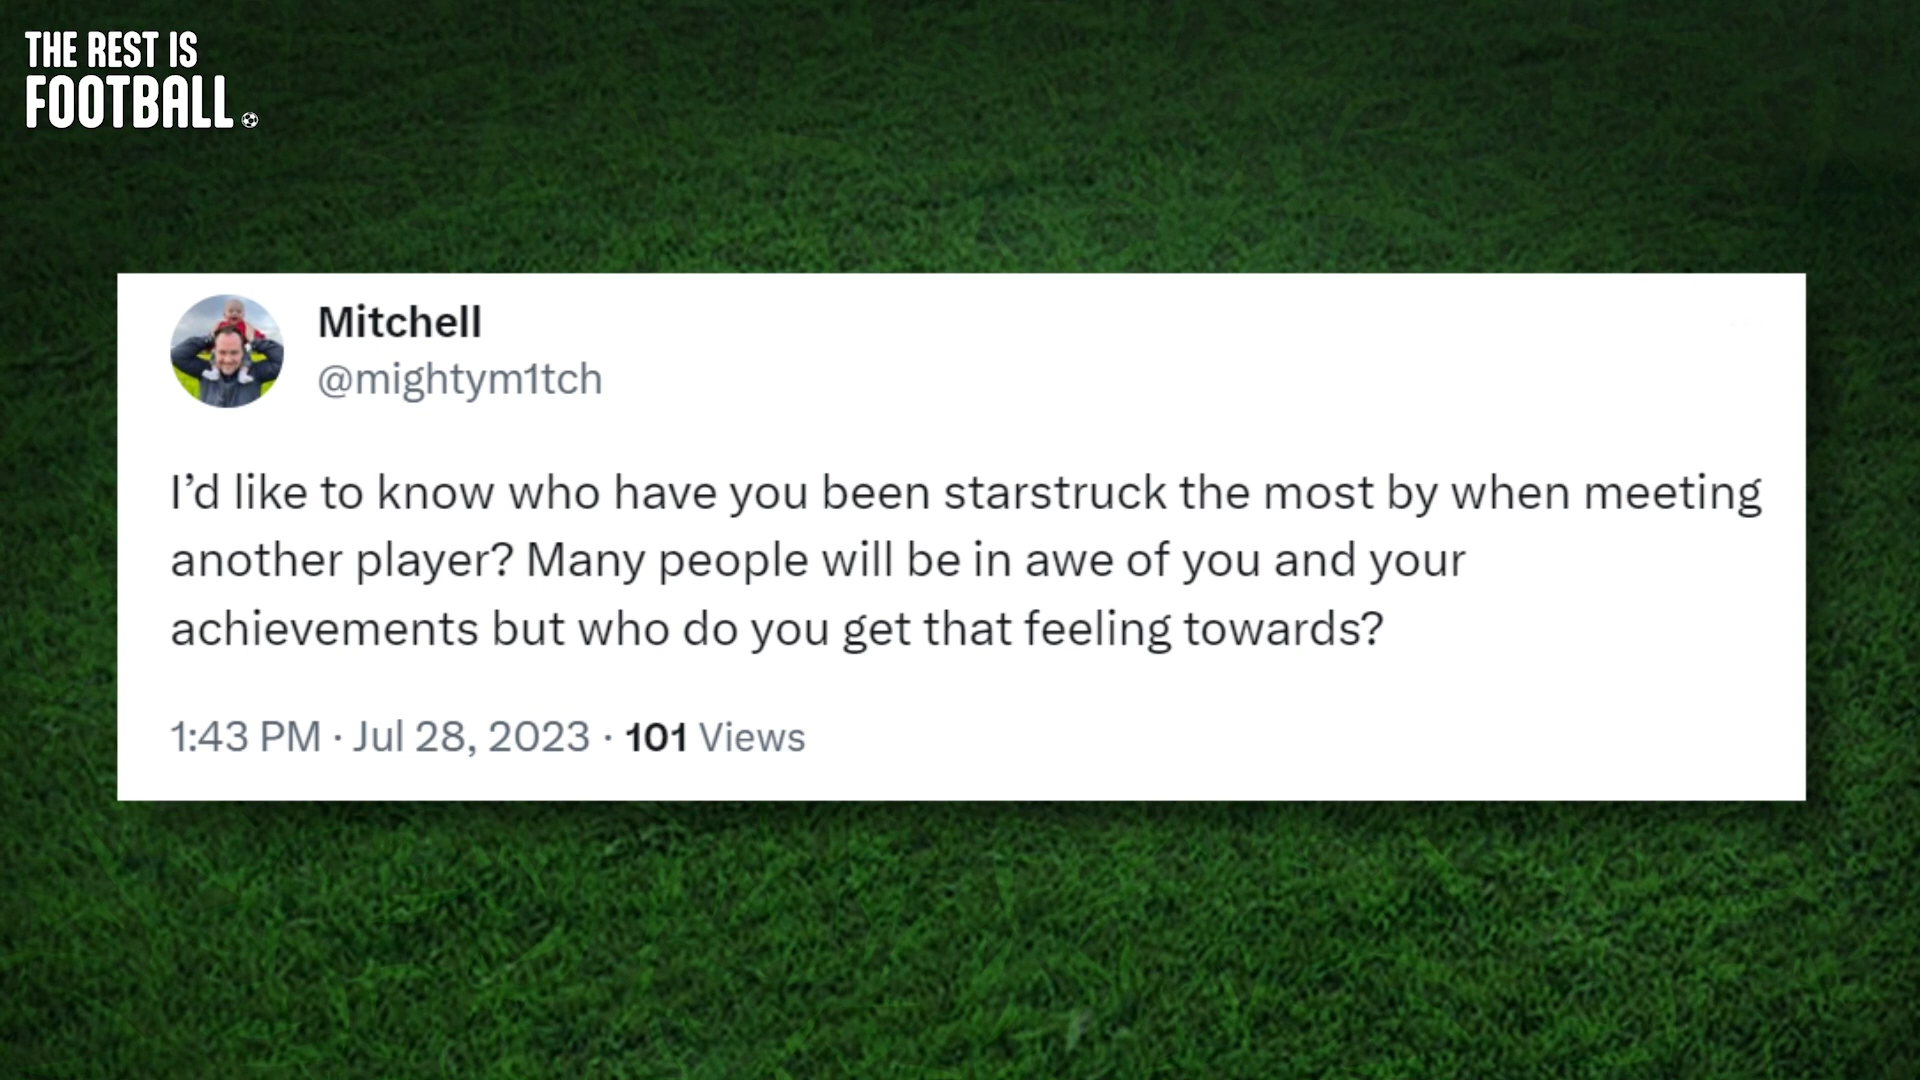 THE REST IS
FOOTBALL
Mitchell
@mightym1tch
I’d like to know who have you been starstruck the most by when meeting
another player? Many people will be in awe of you and your
achievements but who do you get that feeling towards?
1:43 PM · Jul 28, 2023 · 101 Views